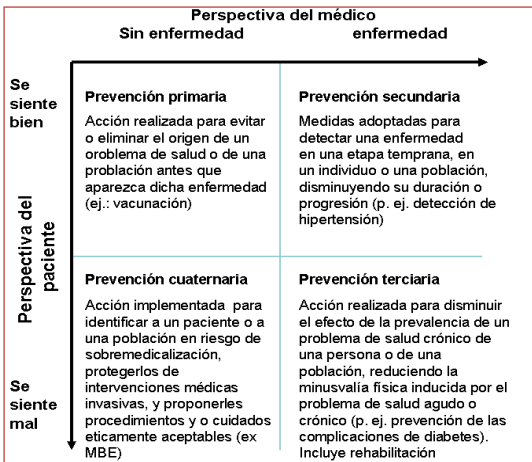 Perspectiva del médico
Sin enfermedad
enfermedad
Se
siente
bien
Perspectiva del
paciente
Se
siente
mal
Prevención primaria
Acción realizada para evitar
o eliminar el origen de un
oroblema de salud o de una
problación antes que
aparezca dicha enfermedad
(ej.: vacunación)
Prevención secundaria
Medidas adoptadas para
detectar una enfermedad
en una etapa temprana, en
un individuo o una población,
disminuyendo su duración o
progresión (p. ej. detección de
hipertensión)
Prevención cuaternaria
Acción implementada para
identificar a un paciente o a
una población en riesgo de
sobremedicalización,
protegerlos de
intervenciones médicas
invasivas, y proponerles
procedimientos y o cuidados
eticamente aceptables (ex
MBE)
Prevención terciaria
Acción realizada para disminuir
el efecto de la prevalencia de un
problema de salud crónico de
una persona o de una
población, reduciendo la
minusvalía física inducida por el
problema de salud agudo o
crónico (p. ej. prevención de las
complicaciones de diabetes).
Incluye rehabilitación